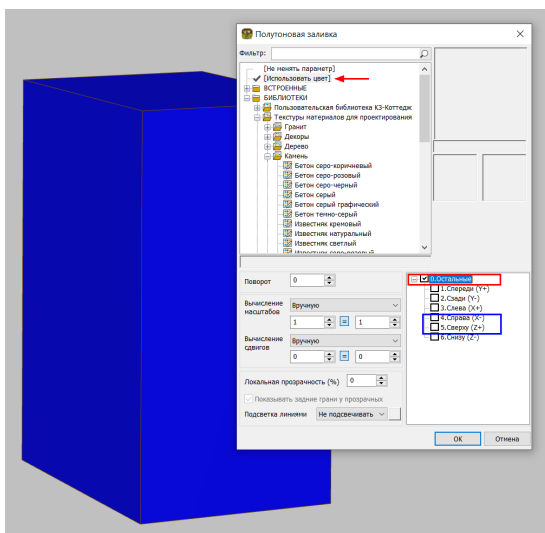 Полутоновая заливка
Фильтр:
[Не менять параметр]
[Использовать цвет]
ВСТРОЕННЫЕ
БИБЛИОТЕКИ
Пользовательская библиотека К3-Коттедж
Текстуры материалов для проектирования
Гранит
Декоры
Дерево
Камень
Бетон серо-коричневый
Бетон серо-розовый
Бетон серо-черный
Бетон серый
Бетон серый графический
Бетон темно-серый
Известняк кремовый
Известняк натуральный
Известняк светлый
Известняк серо-розовый
Поворот 0
Вычисление масштабов Вручную
1 = 1
Вычисление сдвигов Вручную
0 = 0
Локальная прозрачность (%) 0
Показывать задние грани у прозрачных
Подсветка линиями Не подсвечивать
0.Остальные
1.Спереди (Y+)
2.Сзади (Y-)
3.Слева (X+)
4.Справа (X-)
5.Сверху (Z+)
6.Снизу (Z-)
ОК Отмена